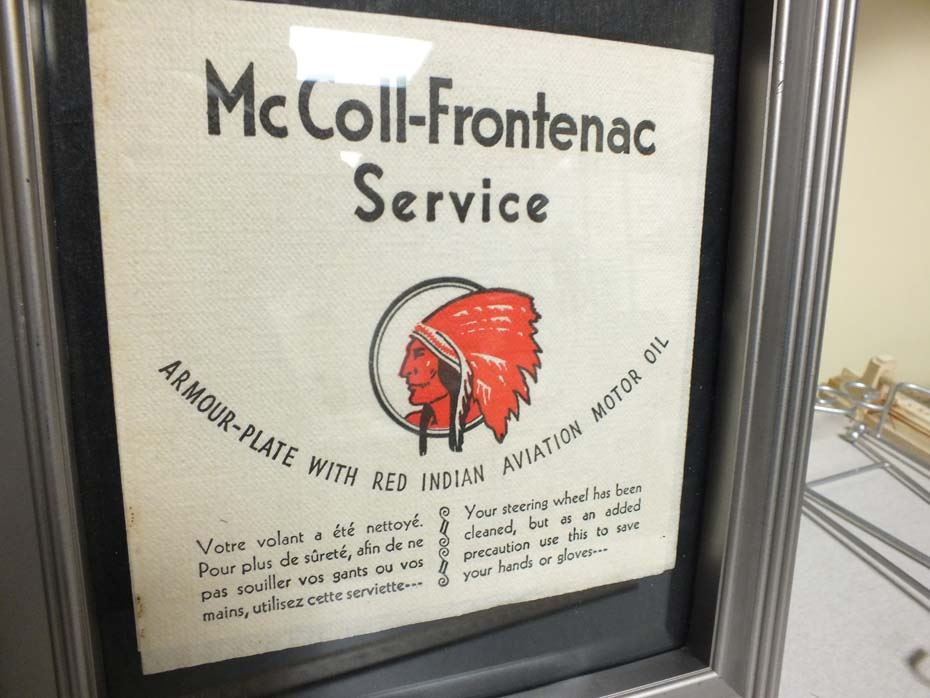 McColl-Frontenac
Service
ARMOUR-PLATE WITH RED INDIAN AVIATION MOTOR OIL
Votre volant a été nettoyé.
Pour plus de sûreté, afin de ne
pas souiller vos gants ou vos
mains, utilisez cette serviette---
Your steering wheel has been
cleaned, but as an added
precaution use this to save
your hands or gloves---